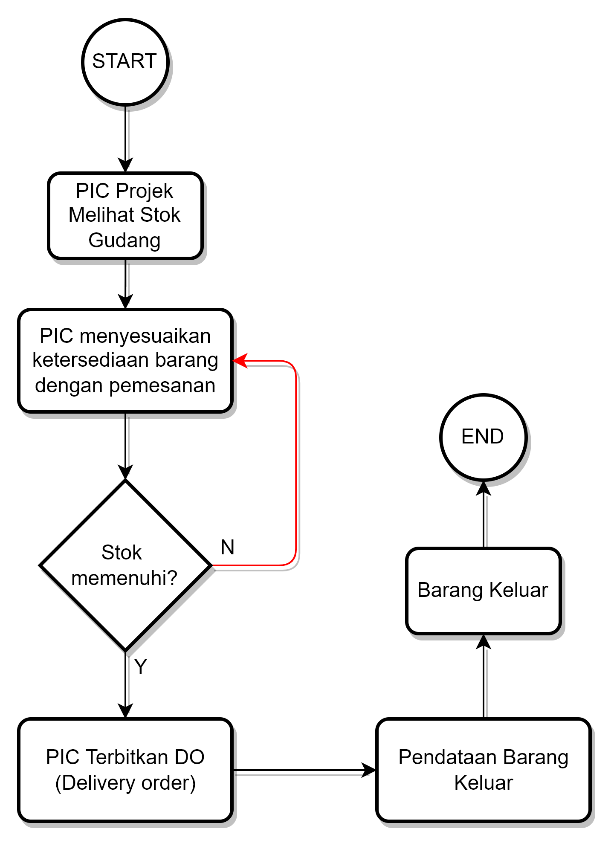 START
PIC Projek
Melihat Stok
Gudang
PIC menyesuaikan
ketersediaan barang
dengan pemesanan
Stok
memenuhi?
N
Y
PIC Terbitkan DO
(Delivery order)
Pendataan Barang
Keluar
Barang Keluar
END